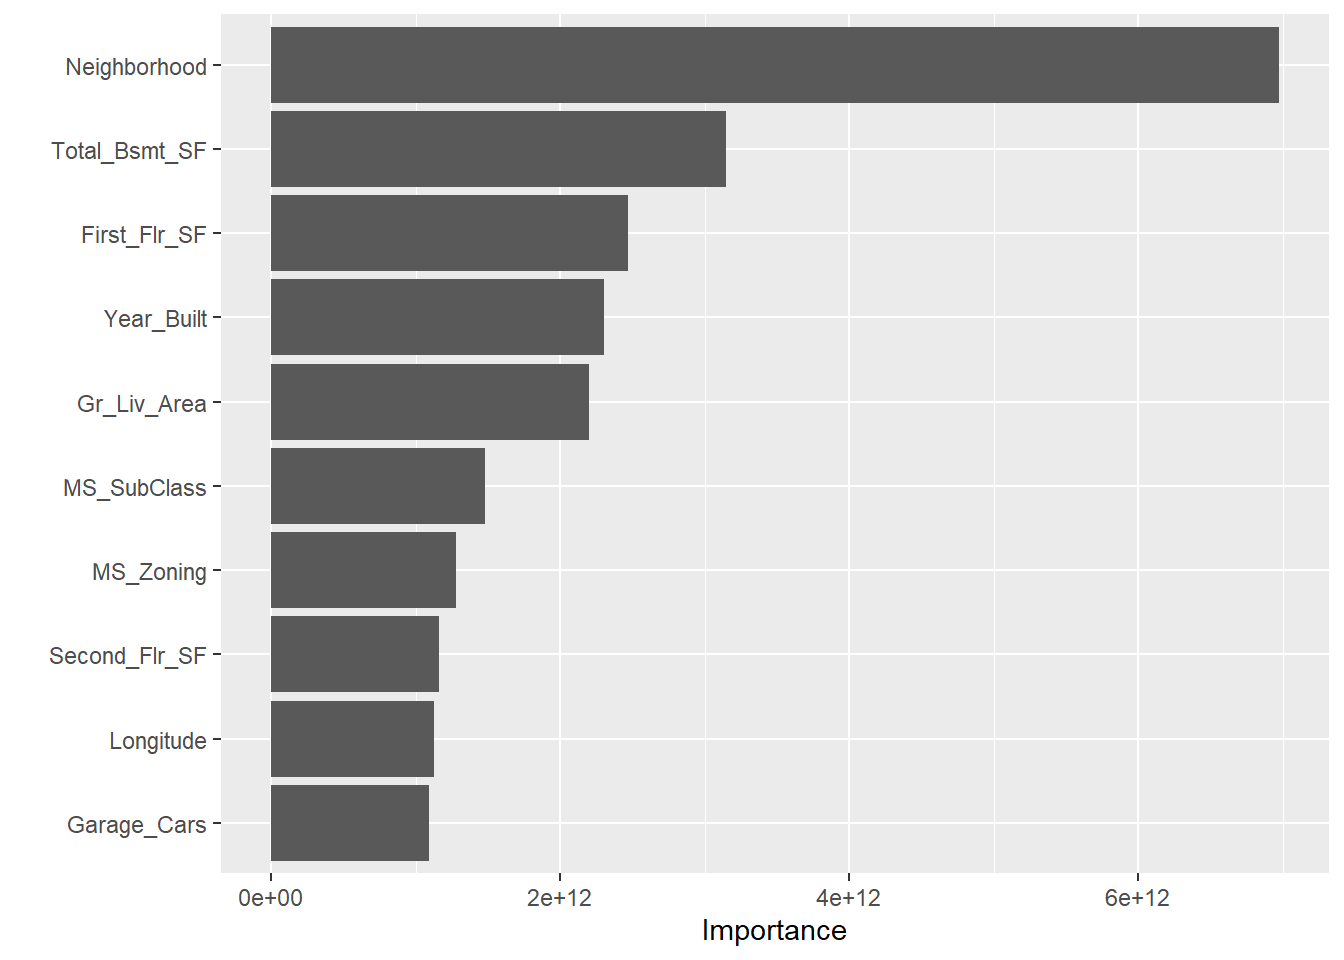 Neighborhood
Total_Bsmt_SF
First_Flr_SF
Year_Built
Gr_Liv_Area
MS_SubClass
MS_Zoning
Second_Flr_SF
Longitude
Garage_Cars
0e+00 2e+12 4e+12 6e+12
Importance